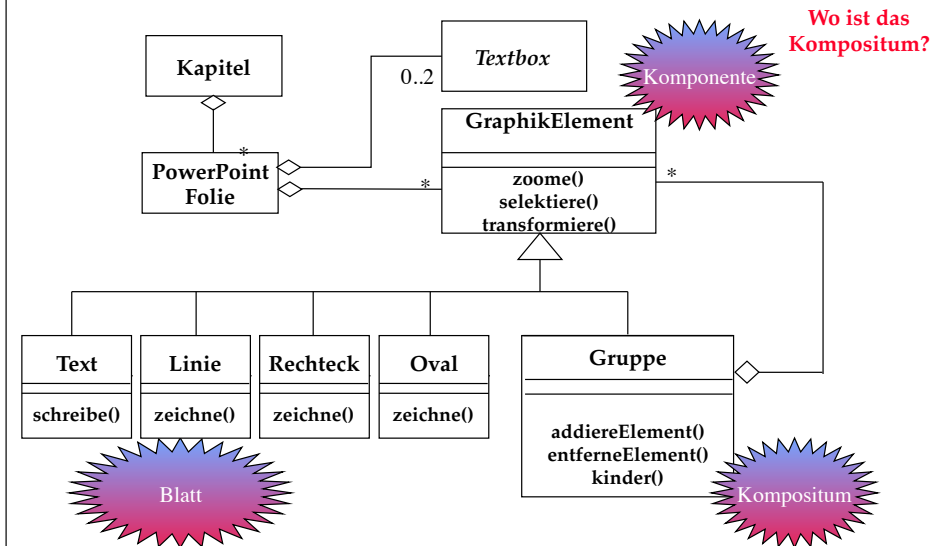 Wo ist das
Kompositum?
Kapitel
Textbox
0..2
Komponente
GraphikElement
*
PowerPoint
Folie
*
*
zoome()
selektiere()
transformiere()
Text
schreibe()
Linie
zeichne()
Rechteck
zeichne()
Oval
zeichne()
Gruppe
addiereElement()
entferneElement()
kinder()
Blatt
Kompositum